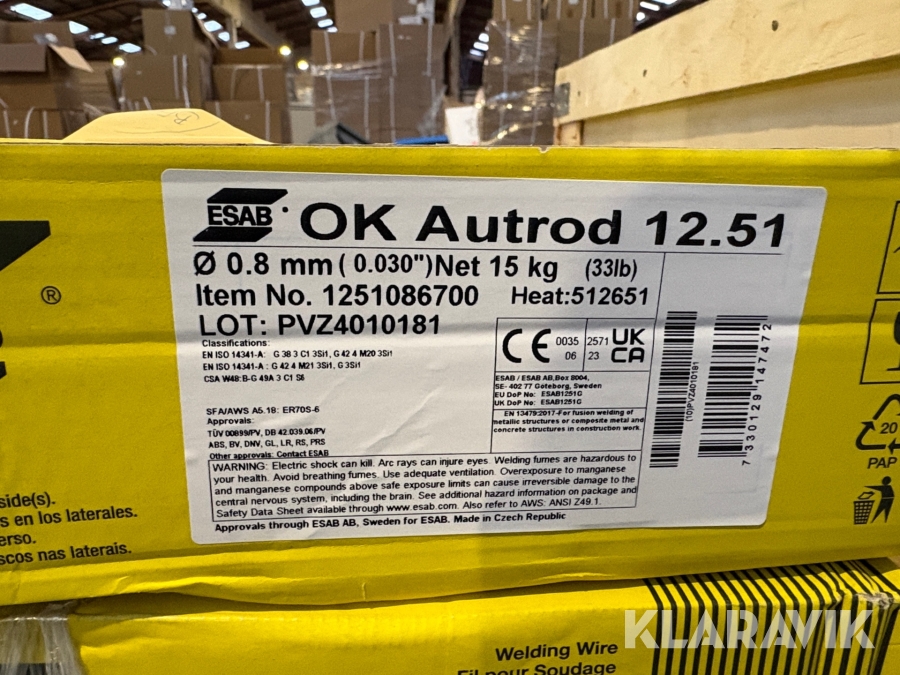 ESAB OK Autrod 12.51
Ø 0.8 mm ( 0.030") Net 15 kg (33lb)
Item No. 1251086700 Heat:512651
LOT: PVZ4010181
Classifications:
EN ISO 14341-A: G 38 3 C1 3Si1, G 42 4 M20 3Si1
EN ISO 14341-A : G 42 4 M21 3Si1, G 3Si1
CSA W48: B-G 49A 3 C1 S6
SFA/AWS A5.18: ER70S-6
Approvals:
TÜV 00899/PV, DB 42.039.06/PV
ABS, BV, DNV, GL, LR, RS, PRS
Other approvals: Contact ESAB
CE 0035 06
2571 23 UK CA
ESAB / ESAB AB, Box 8004,
SE- 402 77 Goteborg, Sweden
EU DoP No: ESAB1251G
UK DoP No: ESAB1251G
EN 13479:2017-For fusion welding of
metallic structures or composite metal and
concrete structures in construction work.
(10)PVZ4010181
7330129147472
WARNING: Electric shock can kill. Arc rays can injure eyes. Welding fumes are hazardous to
your health. Avoid breathing fumes. Use adequate ventilation. Overexposure to manganese
and manganese compounds above safe exposure limits can cause irreversible damage to the
central nervous system, including the brain. See additional hazard information on package and
Safety Data Sheet available through www.esab.com. Also refer to AWS: ANSI Z49.1.
Approvals through ESAB AB, Sweden for ESAB. Made in Czech Republic
®
side(s).
s en los laterales.
erso.
scos nas laterais.
20
PAP
Welding Wire
Fil pour Soudage
KLARAVIK